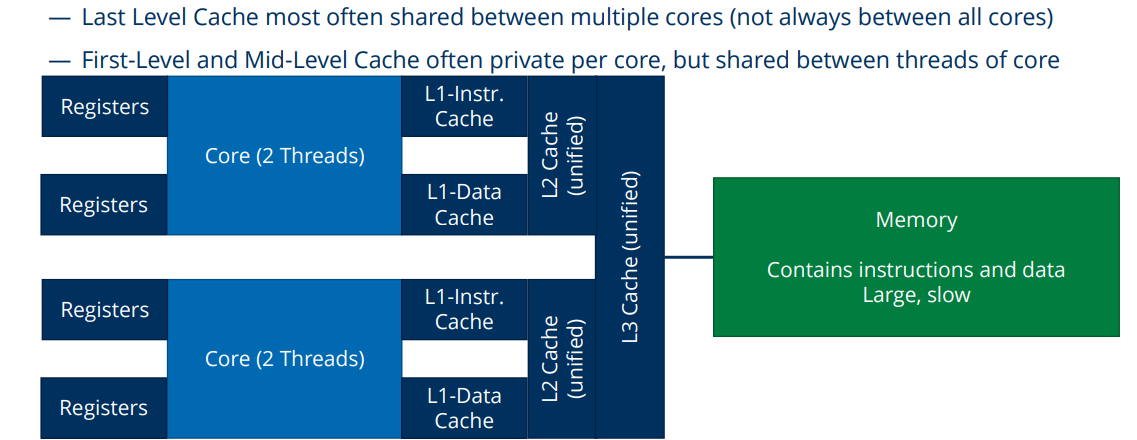 — Last Level Cache most often shared between multiple cores (not always between all cores)
— First-Level and Mid-Level Cache often private per core, but shared between threads of core
Registers
Core (2 Threads)
Registers
L1-Instr.
Cache
L1-Data
Cache
L2 Cache
(unified)
Registers
Core (2 Threads)
Registers
L1-Instr.
Cache
L1-Data
Cache
L2 Cache
(unified)
L3 Cache (unified)
Memory
Contains instructions and data
Large, slow